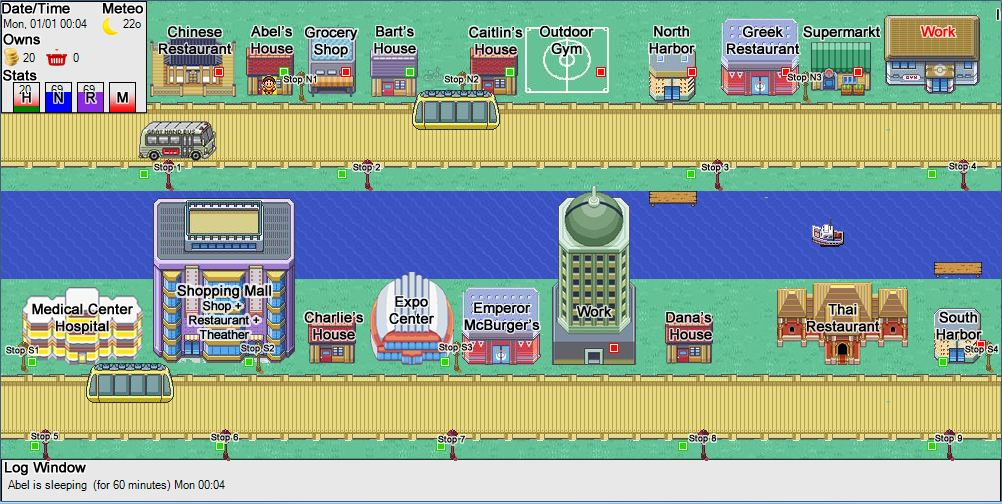 Date/Time
Meteo
Mon, 01/01 00:04
22o
Owns
20
0
Stats
20
H
69
N
69
R
M
Chinese
Restaurant
Abel's
House
Stop N1
Grocery
Shop
Bart's
House
Stop N2
Caitlin's
House
Outdoor
Gym
North
Harbor
Greek
Restaurant
Stop N3
Supermarkt
Work
GYM
GRAY HAND BUS
Stop 1
Stop 2
Stop 3
Stop 4
Medical Center
Hospital
Stop S1
Shopping Mall
Shop +
Restaurant +
Theather
Stop S2
Charlie's
House
Expo
Center
Stop S3
Emperor
McBurger's
Work
Dana's
House
Thai
Restaurant
South
Harbor
Stop S4
Stop 5
Stop 6
Stop 7
Stop 8
Stop 9
Log Window
Abel is sleeping (for 60 minutes) Mon 00:04